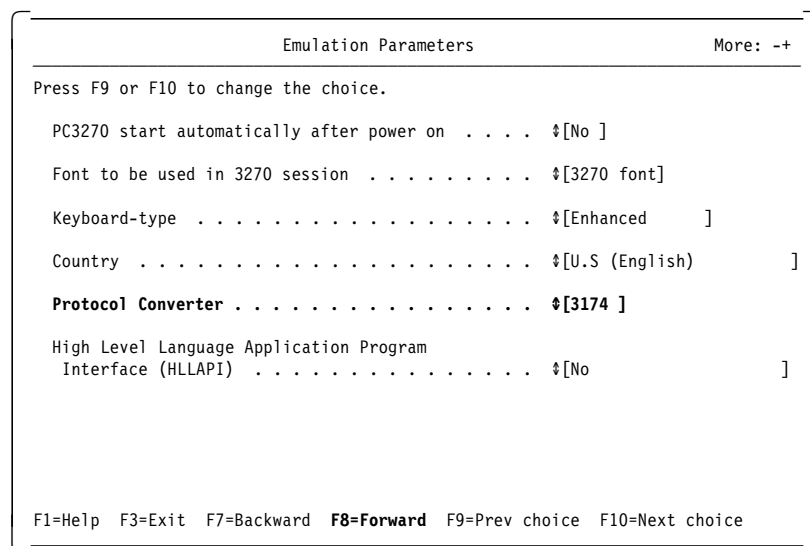 Emulation Parameters More: -+
Press F9 or F10 to change the choice.
PC3270 start automatically after power on . . . . ⇕[No ]
Font to be used in 3270 session . . . . . . . . . ⇕[3270 font]
Keyboard-type . . . . . . . . . . . . . . . . . . ⇕[Enhanced ]
Country . . . . . . . . . . . . . . . . . . . . . ⇕[U.S (English) ]
Protocol Converter . . . . . . . . . . . . . . . . ⇕[3174 ]
High Level Language Application Program
Interface (HLLAPI) . . . . . . . . . . . . . . . ⇕[No ]
F1=Help F3=Exit F7=Backward F8=Forward F9=Prev choice F10=Next choice